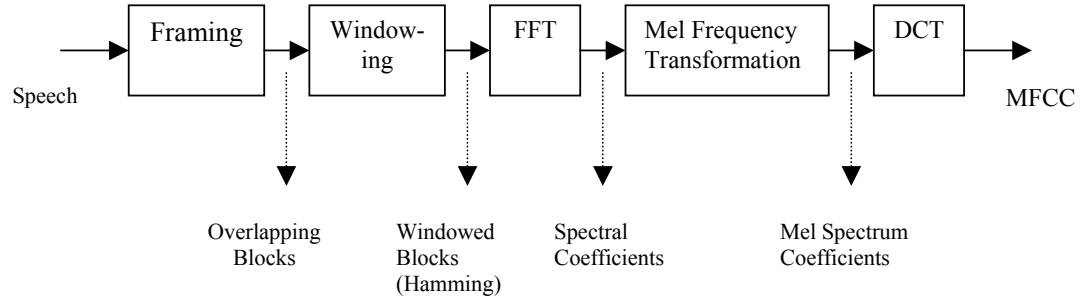 Framing
Window-
ing
FFT
Mel Frequency
Transformation
DCT
Speech
MFCC
Overlapping
Blocks
Windowed
Blocks
(Hamming)
Spectral
Coefficients
Mel Spectrum
Coefficients